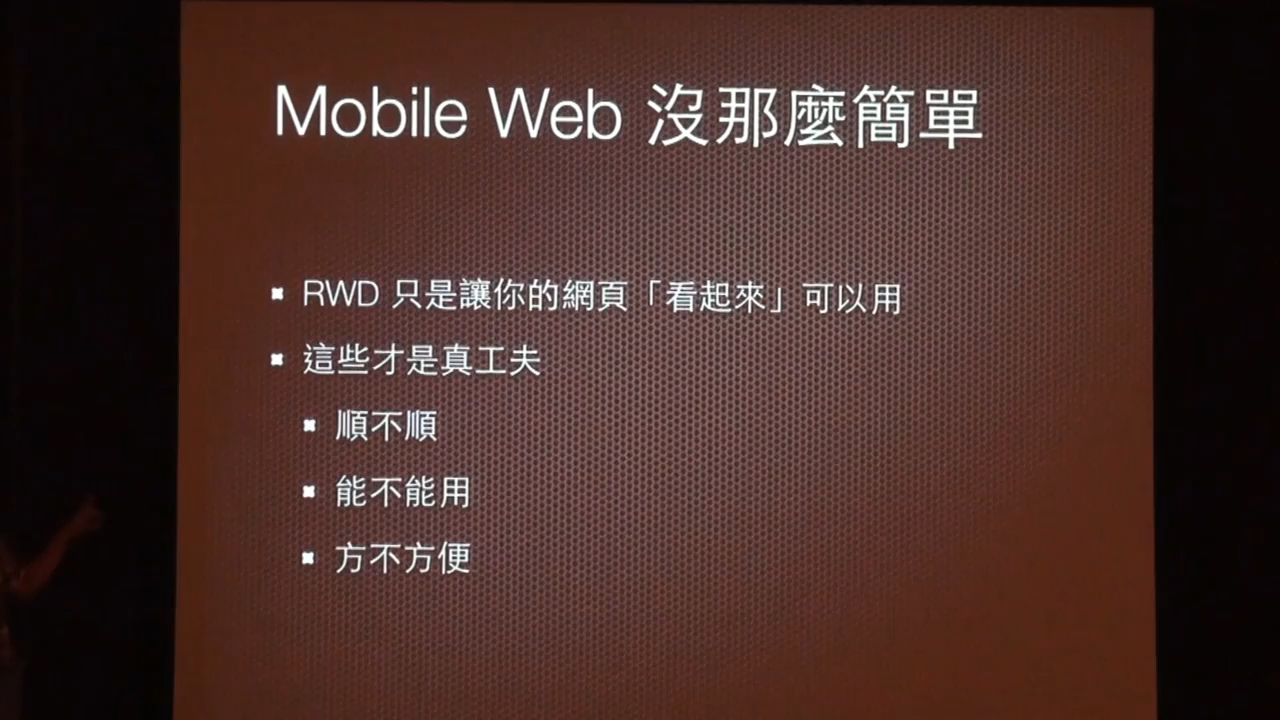 Mobile Web 沒那麼簡單
RWD 只是讓你的網頁「看起來」可以用
這些才是真工夫
順不順
能不能用
方不方便